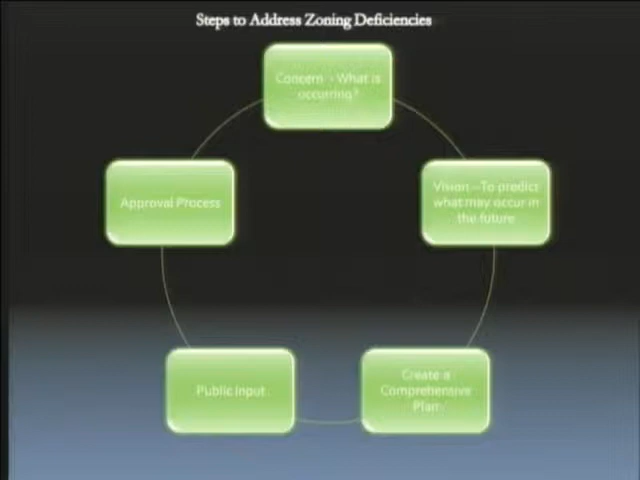 Steps to Address Zoning Deficiencies
Concern - What is
occurring?
Vision - To predict
what may occur in
the future
Create a
Comprehensive
Plan
Public Input
Approval Process